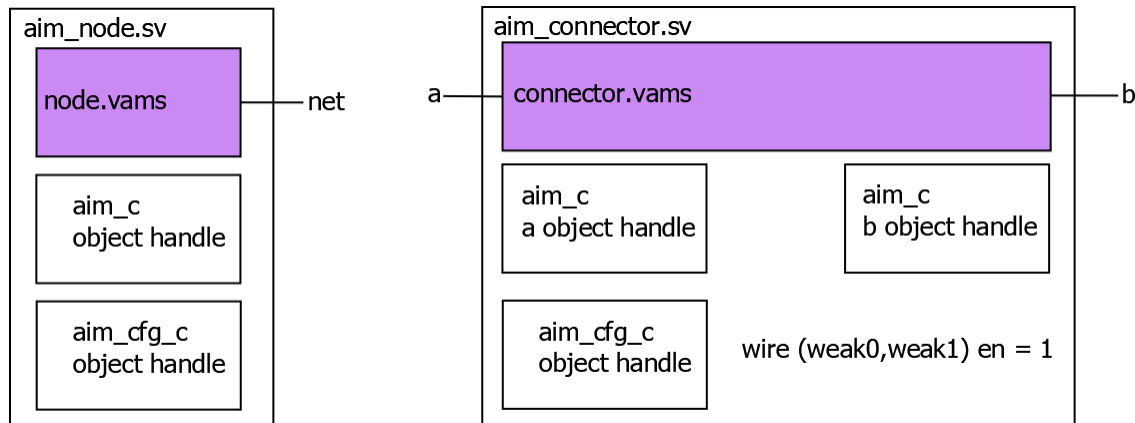 aim_node.sv
node.vams
net
aim_c
object handle
aim_cfg_c
object handle
aim_connector.sv
a
connector.vams
b
aim_c
a object handle
aim_c
b object handle
aim_cfg_c
object handle
wire (weak0,weak1) en = 1